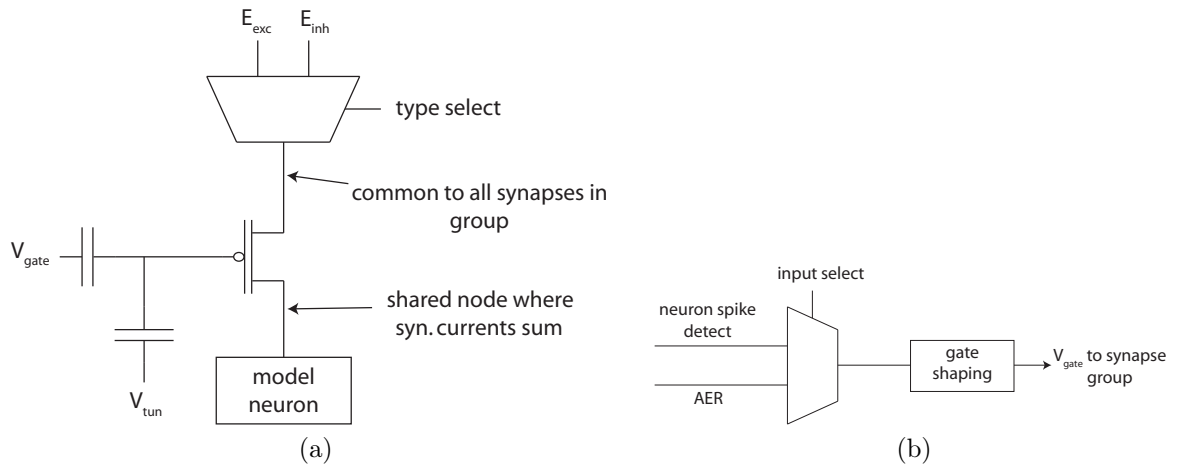 E_exc E_inh
type select
common to all synapses in
group
V_gate
shared node where
syn. currents sum
V_tun
model
neuron
(a)
input select
neuron spike
detect
AER
gate
shaping
V_gate to synapse
group
(b)